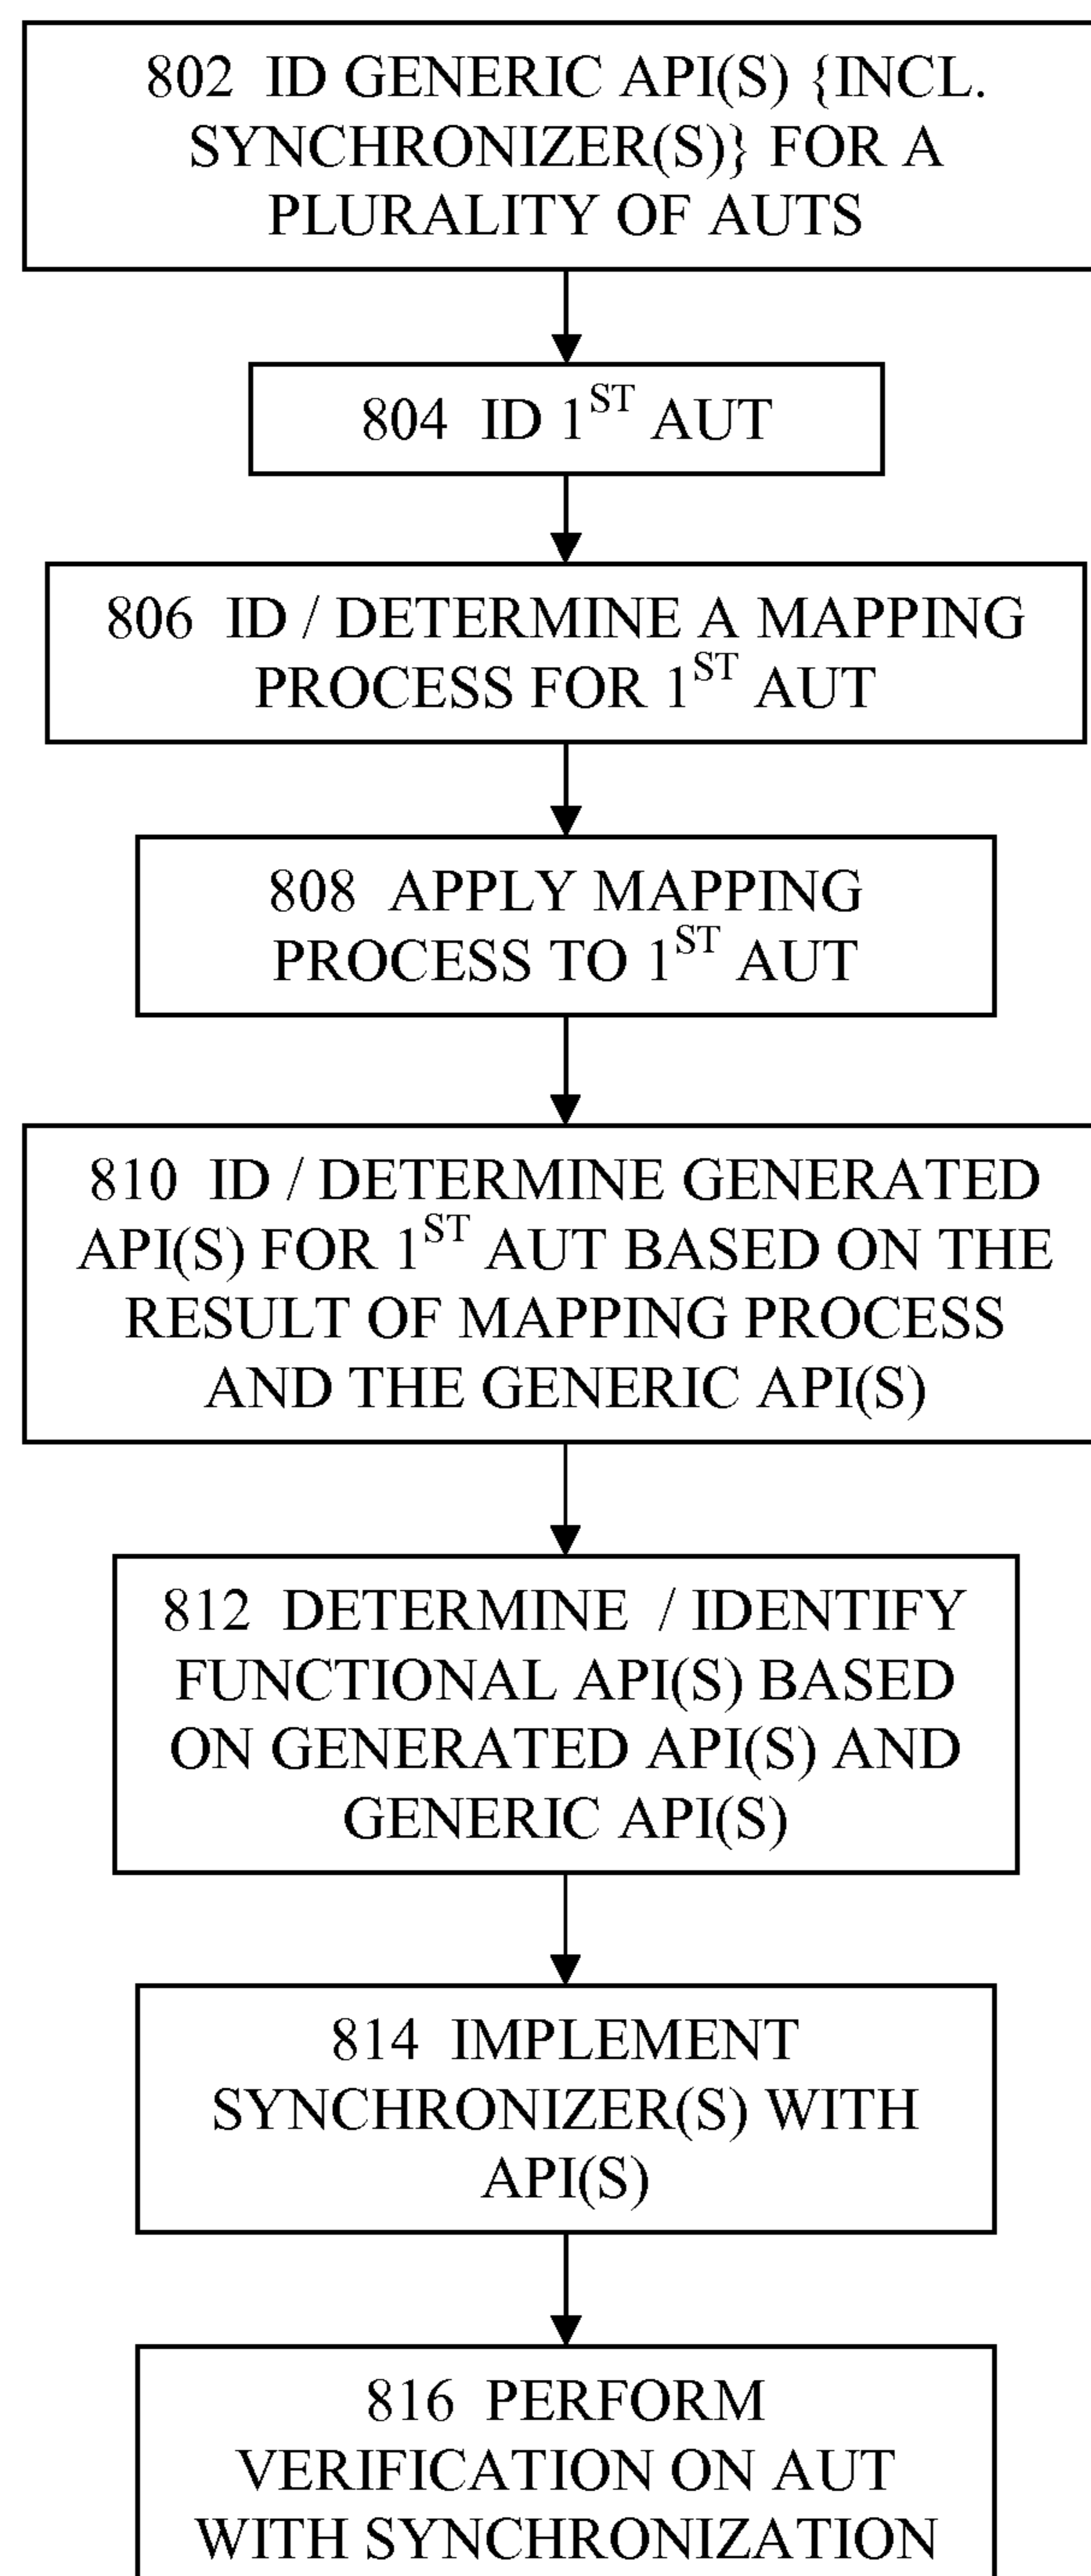 802 ID GENERIC API(S) {INCL.
SYNCHRONIZER(S)} FOR A
PLURALITY OF AUTS
804 ID 1ST AUT
806 ID / DETERMINE A MAPPING
PROCESS FOR 1ST AUT
808 APPLY MAPPING
PROCESS TO 1ST AUT
810 ID / DETERMINE GENERATED
API(S) FOR 1ST AUT BASED ON THE
RESULT OF MAPPING PROCESS
AND THE GENERIC API(S)
812 DETERMINE / IDENTIFY
FUNCTIONAL API(S) BASED
ON GENERATED API(S) AND
GENERIC API(S)
814 IMPLEMENT
SYNCHRONIZER(S) WITH
API(S)
816 PERFORM
VERIFICATION ON AUT
WITH SYNCHRONIZATION